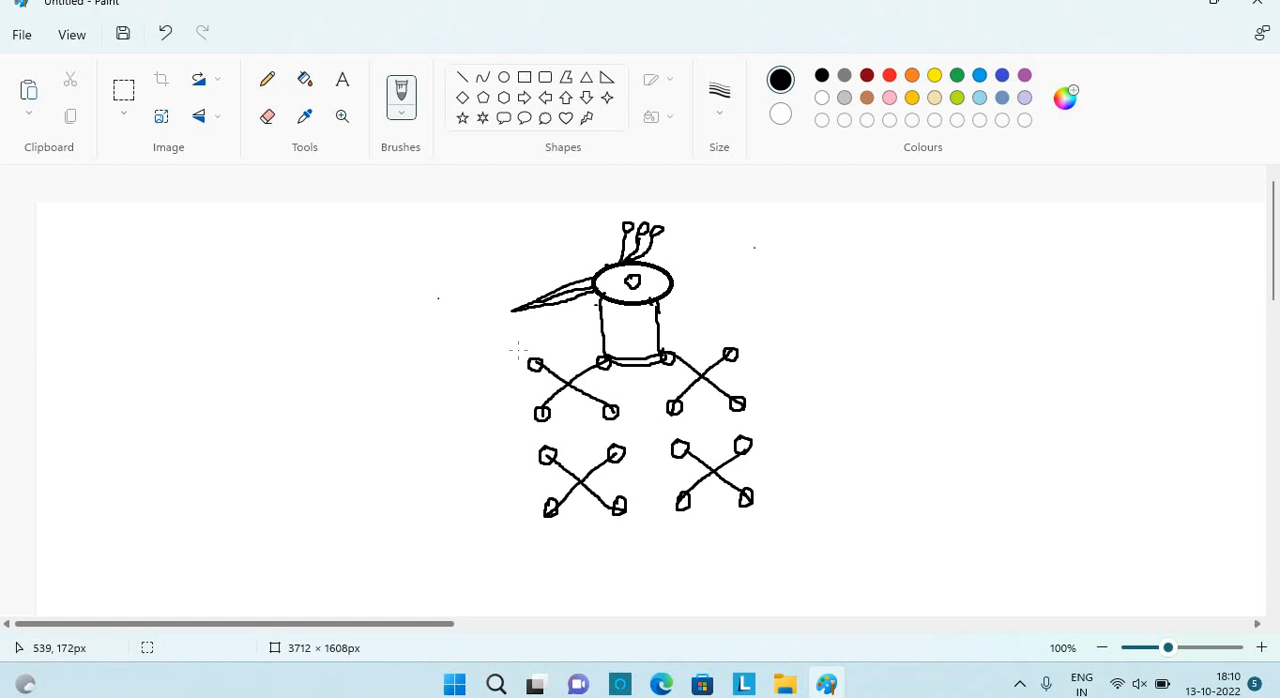 Untitled - Paint
File View
Clipboard Image Tools Brushes Shapes Size Colours
539, 172px 3712 × 1608px 100%
ENG 18:10
IN 13-10-2022 5